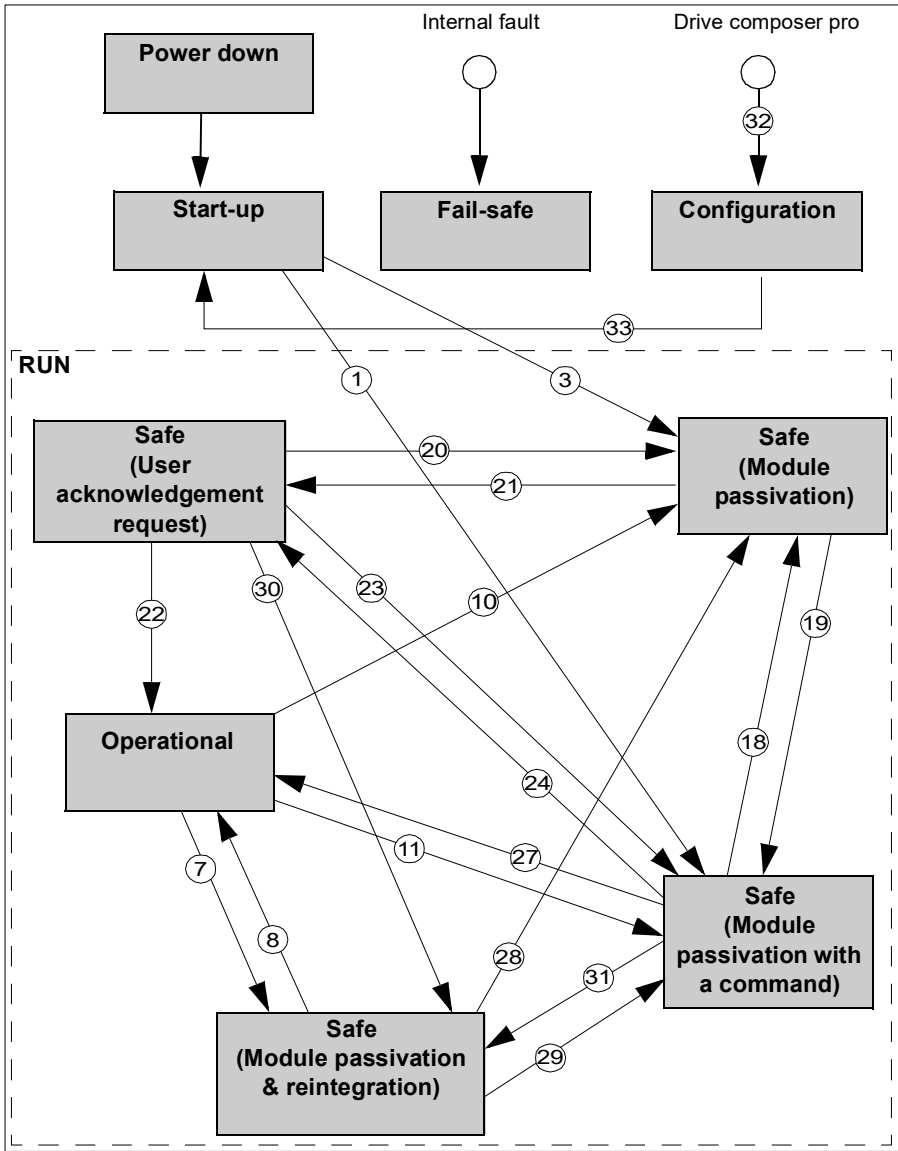 Internal fault
Drive composer pro
Power down
32
Start-up
Fail-safe
Configuration
33
RUN
1
3
Safe
(User
acknowledgement
request)
20
21
Safe
(Module
passivation)
30
23
10
22
19
Operational
18
24
27
11
7
8
28
31
29
Safe
(Module
passivation with
a command)
Safe
(Module passivation
& reintegration)